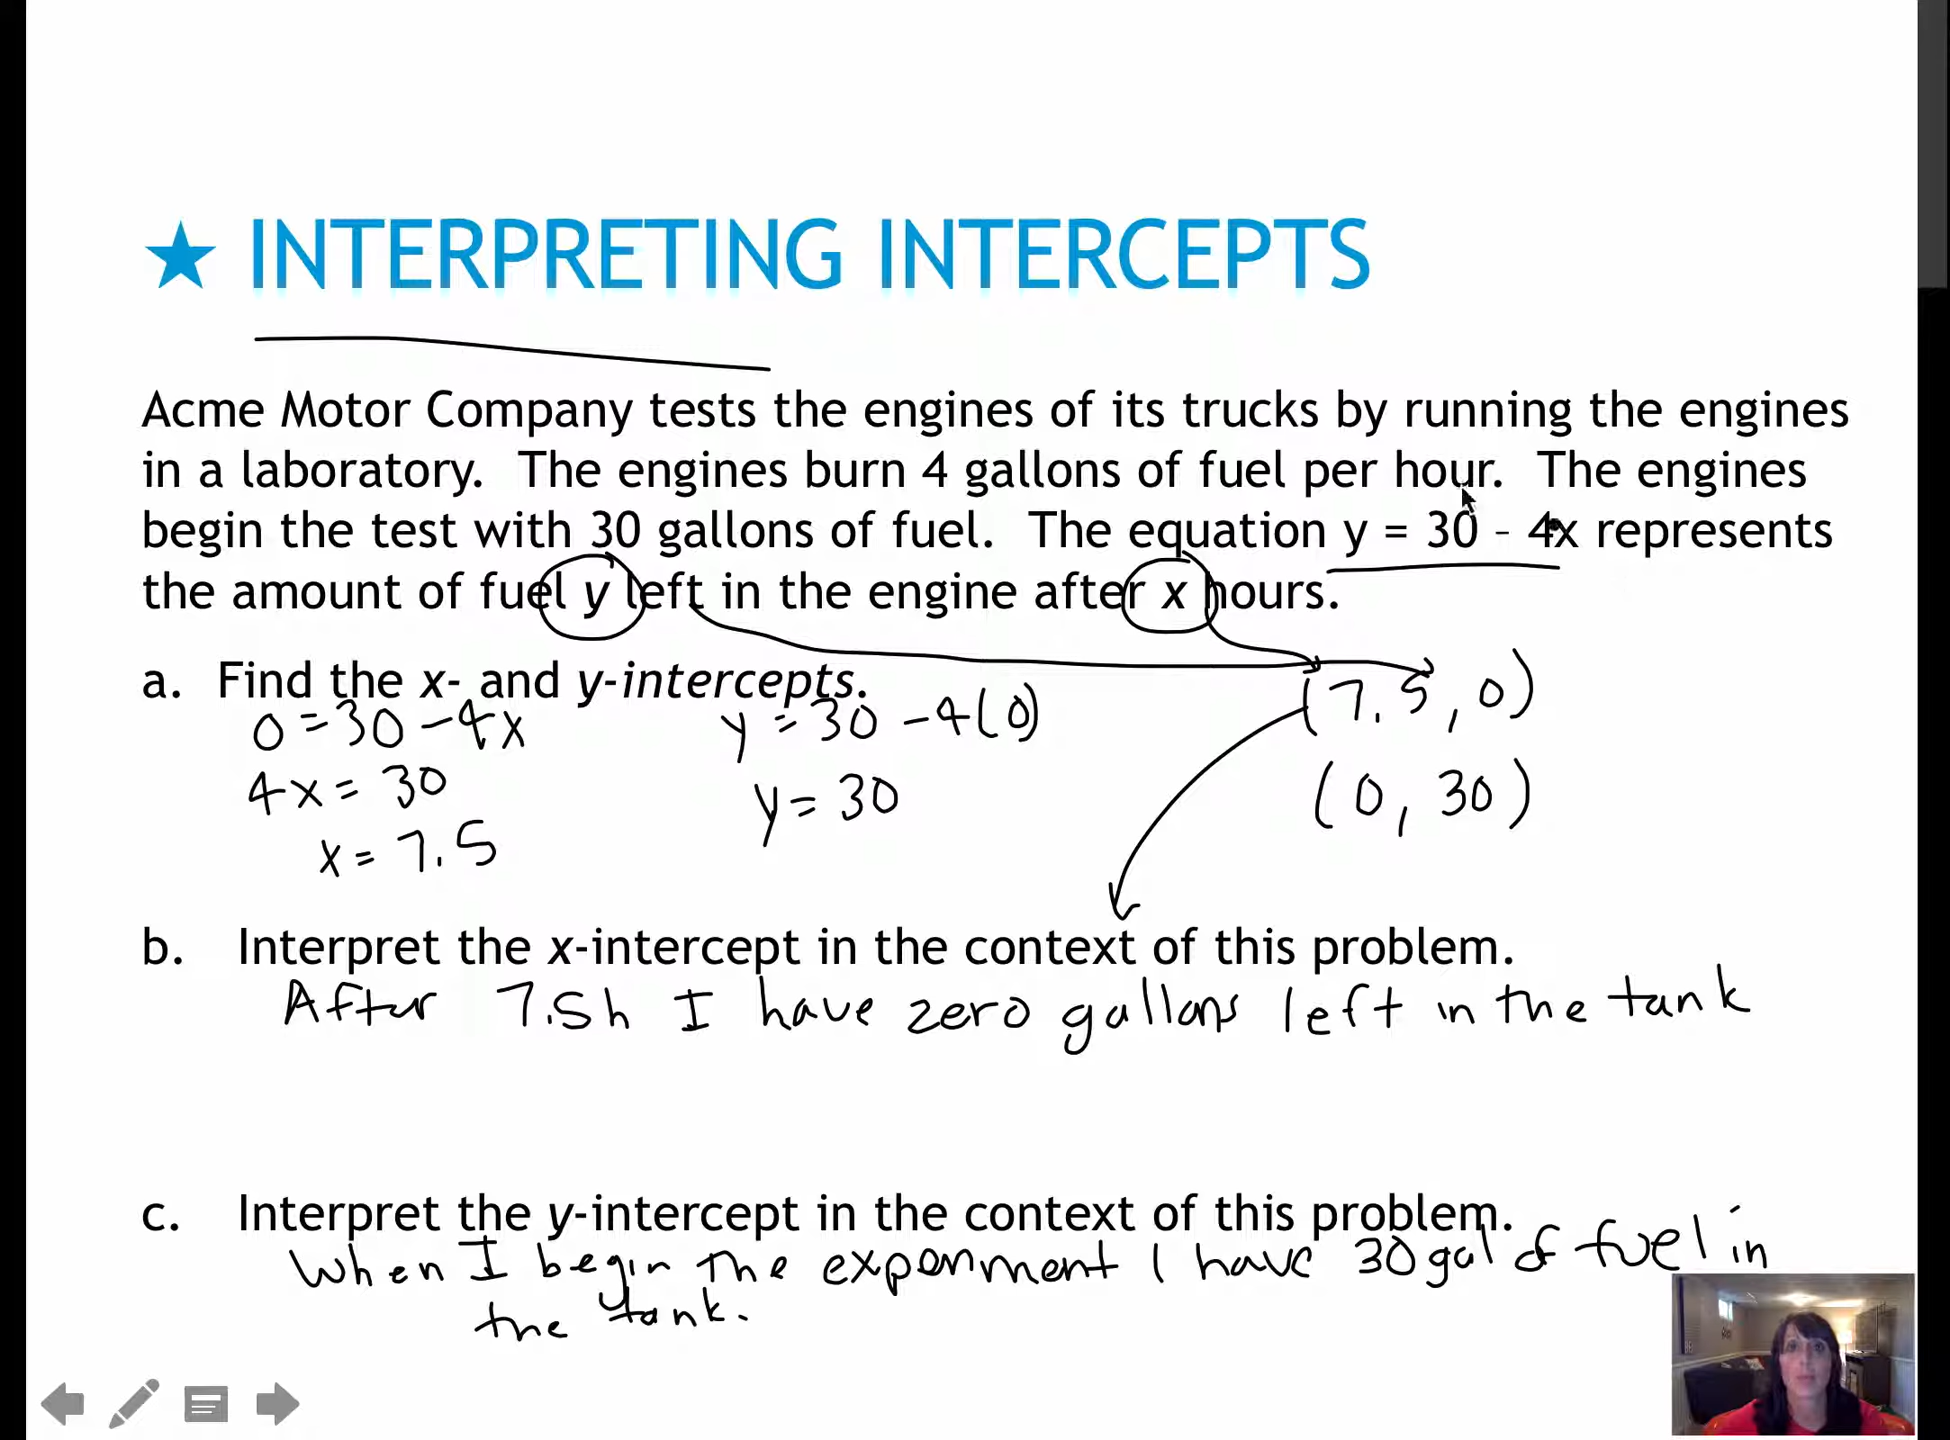 ★ INTERPRETING INTERCEPTS
Acme Motor Company tests the engines of its trucks by running the engines
in a laboratory. The engines burn 4 gallons of fuel per hour. The engines
begin the test with 30 gallons of fuel. The equation y = 30 – 4x represents
the amount of fuel y left in the engine after x hours.
a. Find the x- and y-intercepts.
0 = 30 - 4x y = 30 - 4(0) (7.5, 0)
4x = 30 y = 30 (0, 30)
x = 7.5
b. Interpret the x-intercept in the context of this problem.
After 7.5h I have zero gallons left in the tank
c. Interpret the y-intercept in the context of this problem.
When I begin the experiment I have 30 gal of fuel in
the tank.